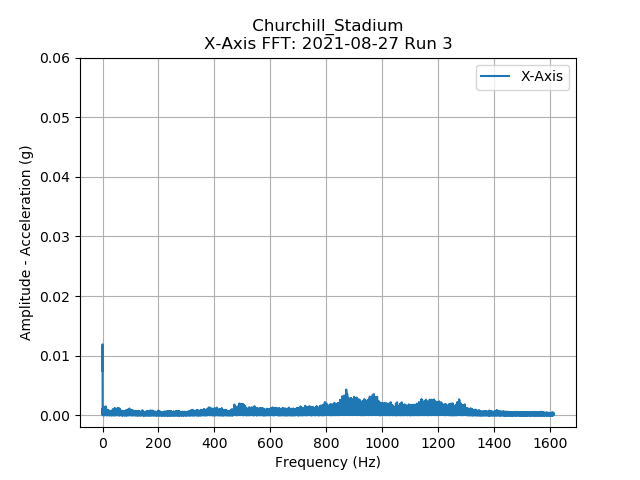 Churchill_Stadium
X-Axis FFT: 2021-08-27 Run 3
X-Axis
0.06
0.05
0.04
0.03
0.02
0.01
0.00
Amplitude - Acceleration (g)
0 200 400 600 800 1000 1200 1400 1600
Frequency (Hz)